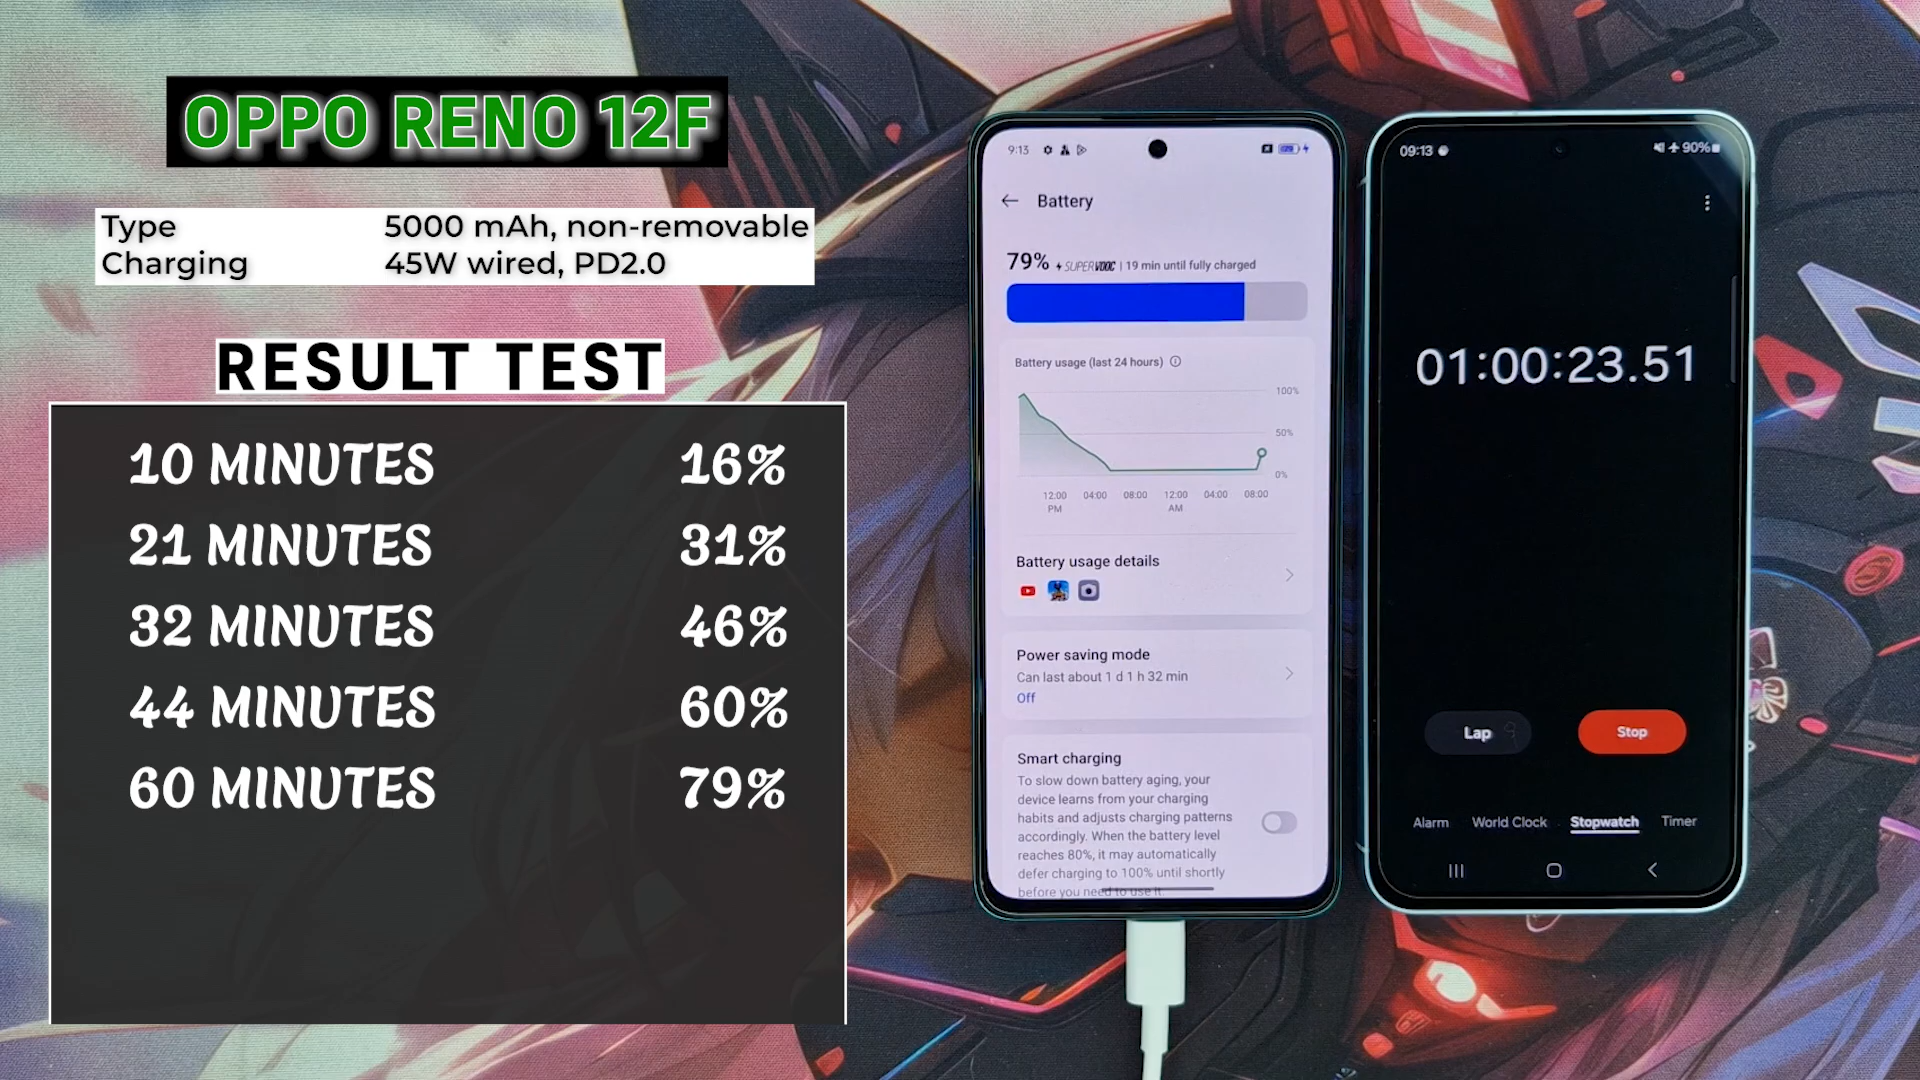 OPPO RENO 12F
Type 5000 mAh, non-removable
Charging 45W wired, PD2.0
RESULT TEST
10 MINUTES 16%
21 MINUTES 31%
32 MINUTES 46%
44 MINUTES 60%
60 MINUTES 79%
9:13
Battery
79% SUPERVOOC | 19 min until fully charged
Battery usage (last 24 hours)
100%
50%
0%
12:00 04:00 08:00 12:00 04:00 08:00
PM AM
Battery usage details
Power saving mode
Can last about 1 d 1 h 32 min
Off
Smart charging
To slow down battery aging, your
device learns from your charging
habits and adjusts charging patterns
accordingly. When the battery level
reaches 80%, it may automatically
defer charging to 100% until shortly
before you need to use it.
09:13 90%
01:00:23.51
Lap Stop
Alarm World Clock Stopwatch Timer